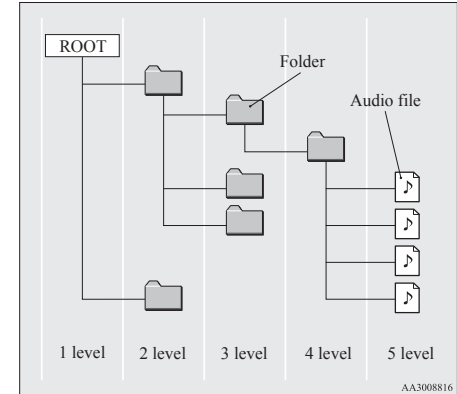 ROOT
Folder
Audio file
1 level 2 level 3 level 4 level 5 level
AA3008816